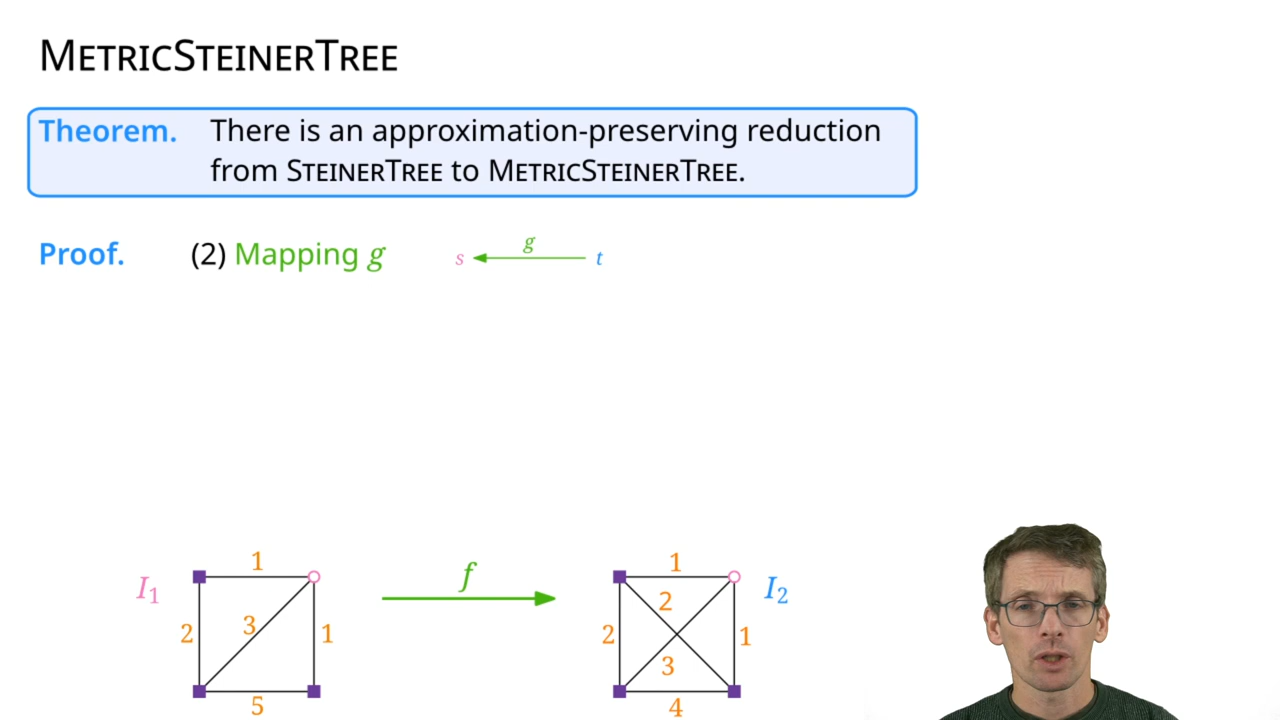 METRICSTEINERTREE
Theorem. There is an approximation-preserving reduction
from STEINERTREE to METRICSTEINERTREE.
Proof. (2) Mapping g
g
s t
1
I₁
2 3 1
5
f
1
I₂
2
2 1
3
4